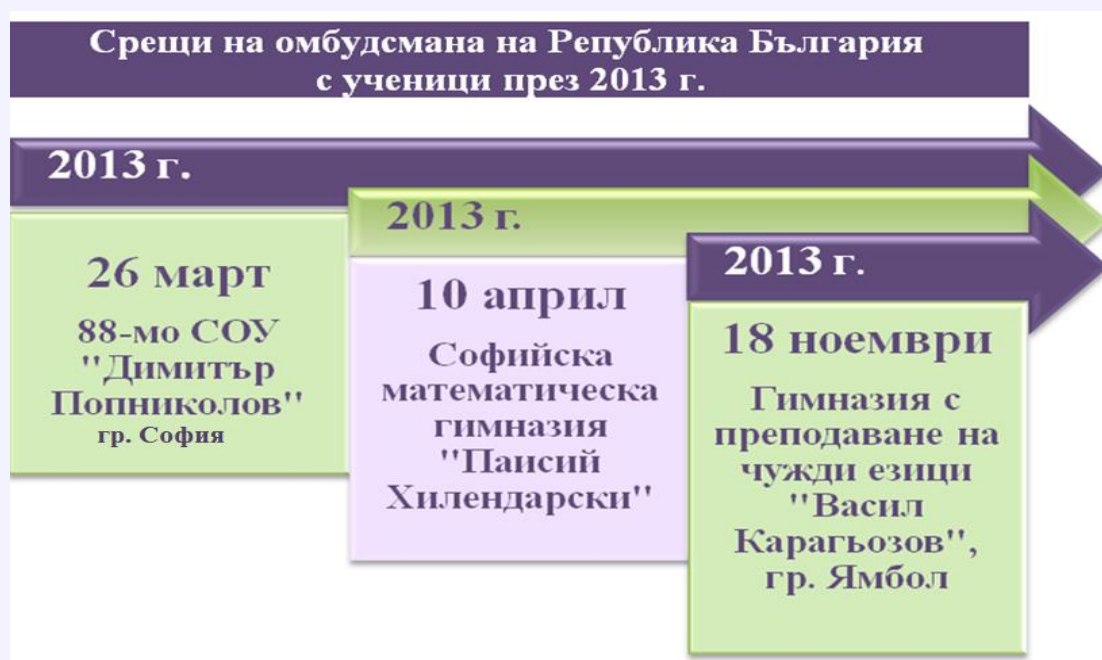 Срещи на омбудсмана на Република България
с ученици през 2013 г.
2013 г.
26 март
88-мо СОУ
"Димитър
Попниколов"
гр. София
2013 г.
10 април
Софийска
математическа
гимназия
"Паисий
Хилендарски"
2013 г.
18 ноември
Гимназия с
преподаване на
чужди езици
"Васил
Карагьозов",
гр. Ямбол